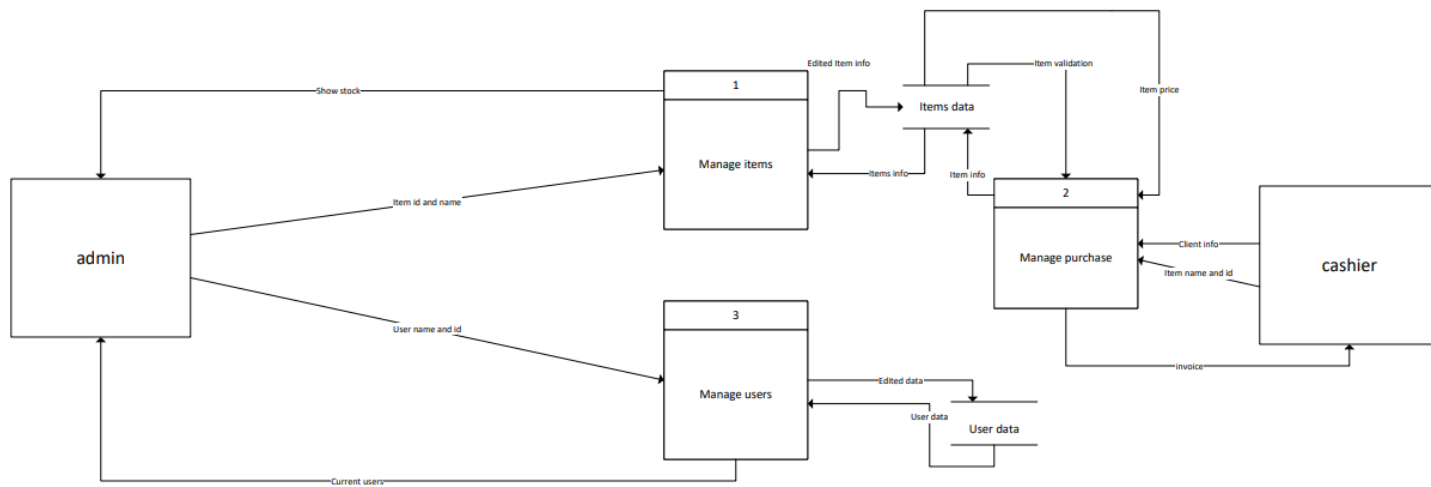 Edited Item info
Item validation
1
Show stock
Item price
Items data
Manage items
Items info
Item info
2
Item id and name
Client info
admin
Manage purchase
cashier
Item name and id
3
User name and id
invoice
Edited data
Manage users
User data
User data
Current users